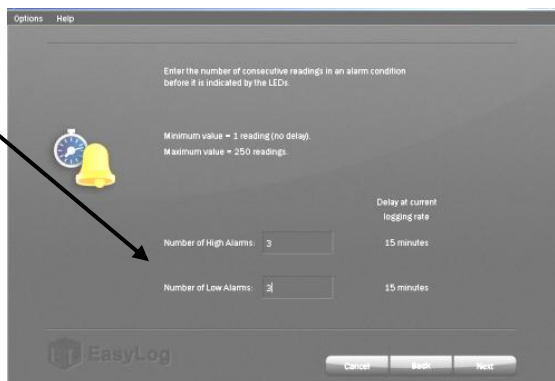 Options Help
Enter the number of consecutive readings in an alarm condition
before it is indicated by the LEDs.
Minimum value = 1 reading (no delay).
Maximum value = 250 readings.
Delay at current
logging rate
Number of High Alarms: 3 15 minutes
Number of Low Alarms: 3 15 minutes
EasyLog
Cancel Back Next